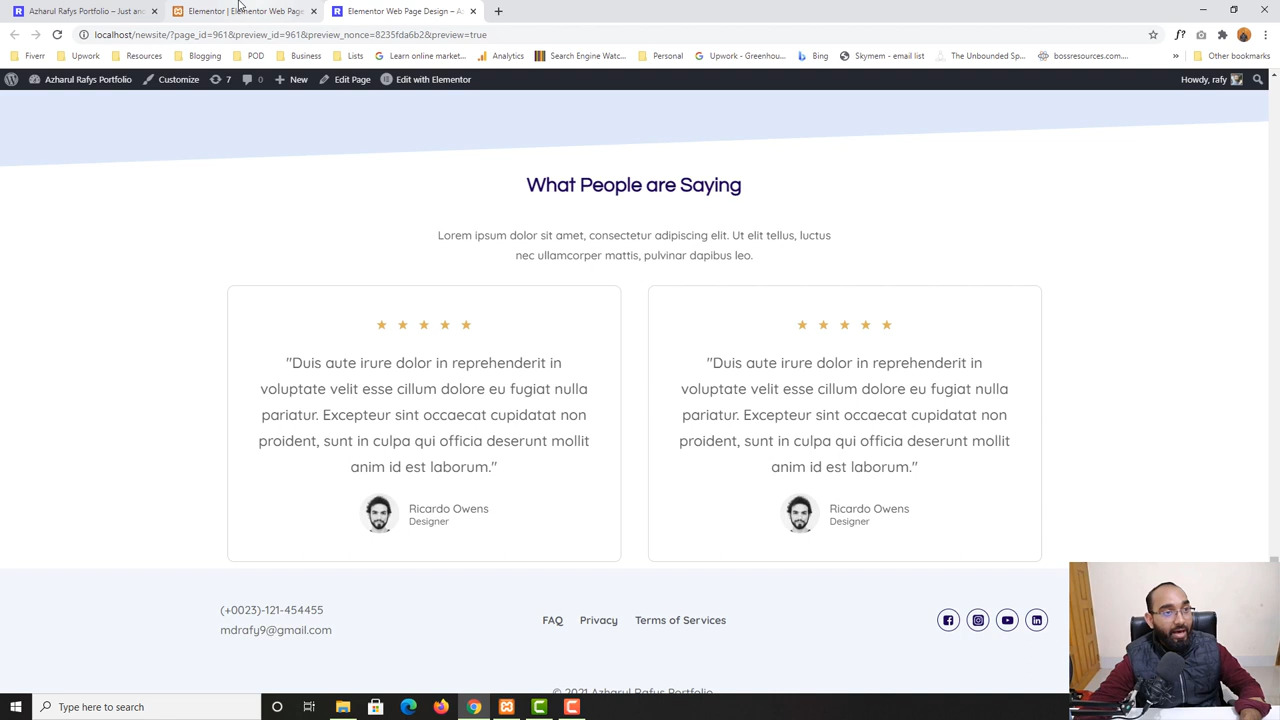 Azharul Rafys Portfolio – Just and
Elementor | Elementor Web Page
Elementor Web Page Design – A
localhost/newsite/?page_id=961&preview_id=961&preview_nonce=8235fda6b2&preview=true
Fiverr
Upwork
Resources
Blogging
POD
Business
Lists
Learn online market...
Analytics
Search Engine Watc...
Personal
Upwork - Greenhou...
Bing
Skymem - email list
The Unbounded Sp...
bossresources.com...
»
Other bookmarks
Azharul Rafys Portfolio
Customize
7
0
New
Edit Page
Edit with Elementor
Howdy, rafy
What People are Saying
Lorem ipsum dolor sit amet, consectetur adipiscing elit. Ut elit tellus, luctus
nec ullamcorper mattis, pulvinar dapibus leo.
"Duis aute irure dolor in reprehenderit in
voluptate velit esse cillum dolore eu fugiat nulla
pariatur. Excepteur sint occaecat cupidatat non
proident, sunt in culpa qui officia deserunt mollit
anim id est laborum."
Ricardo Owens
Designer
"Duis aute irure dolor in reprehenderit in
voluptate velit esse cillum dolore eu fugiat nulla
pariatur. Excepteur sint occaecat cupidatat non
proident, sunt in culpa qui officia deserunt mollit
anim id est laborum."
Ricardo Owens
Designer
(+0023)-121-454455
mdrafy9@gmail.com
FAQ
Privacy
Terms of Services
© 2021 Azharul Rafys Portfolio
Type here to search